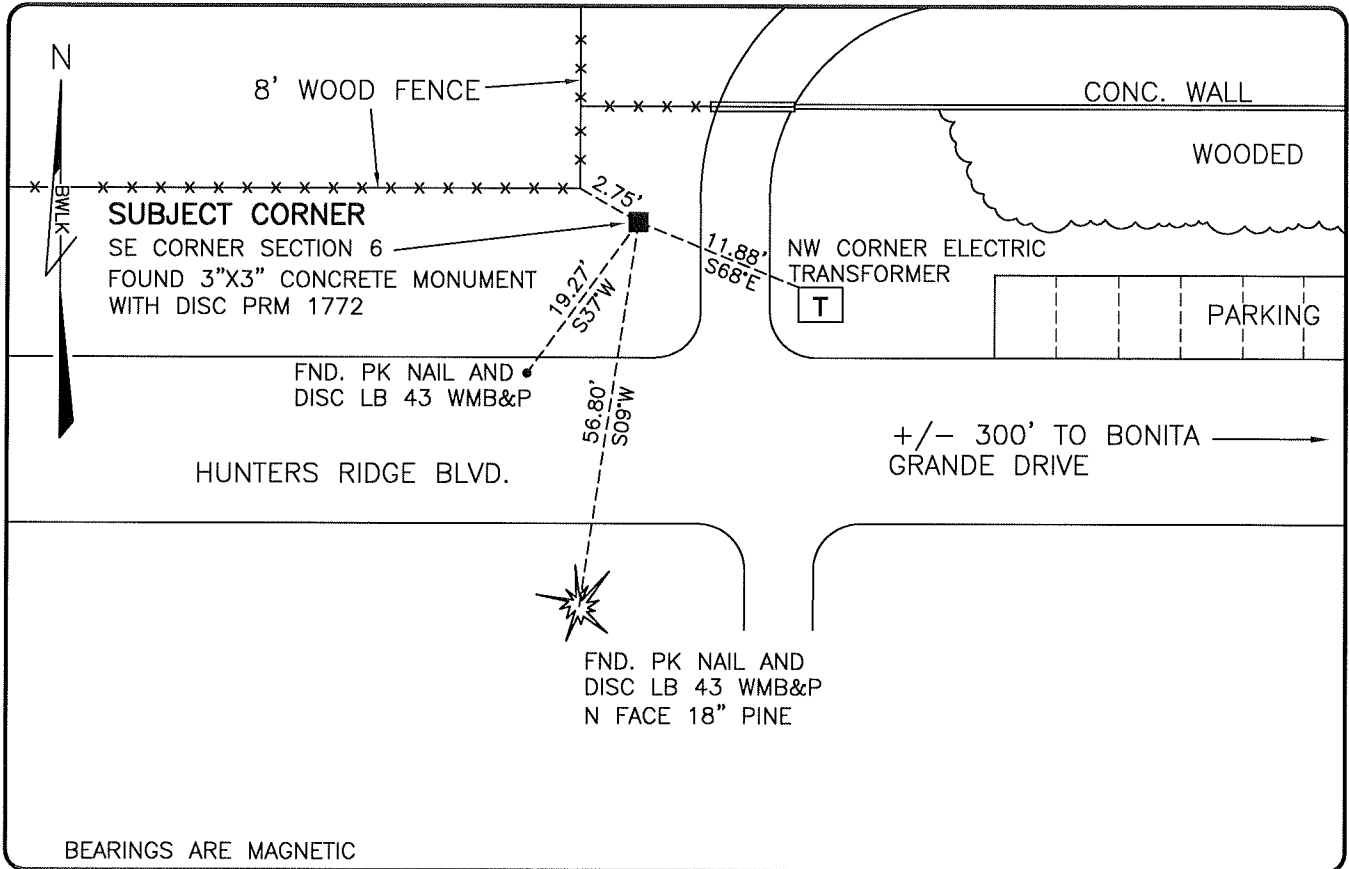 N
8' WOOD FENCE
CONC. WALL
WOODED
BWLK
2.75'
SUBJECT CORNER
SE CORNER SECTION 6
FOUND 3"X3" CONCRETE MONUMENT
WITH DISC PRM 1772
11.88'
S68°E
NW CORNER ELECTRIC
TRANSFORMER
T
PARKING
19.27'
S37°W
FND. PK NAIL AND
DISC LB 43 WMB&P
56.80'
S09°W
+/- 300' TO BONITA
GRANDE DRIVE
HUNTERS RIDGE BLVD.
FND. PK NAIL AND
DISC LB 43 WMB&P
N FACE 18" PINE
BEARINGS ARE MAGNETIC